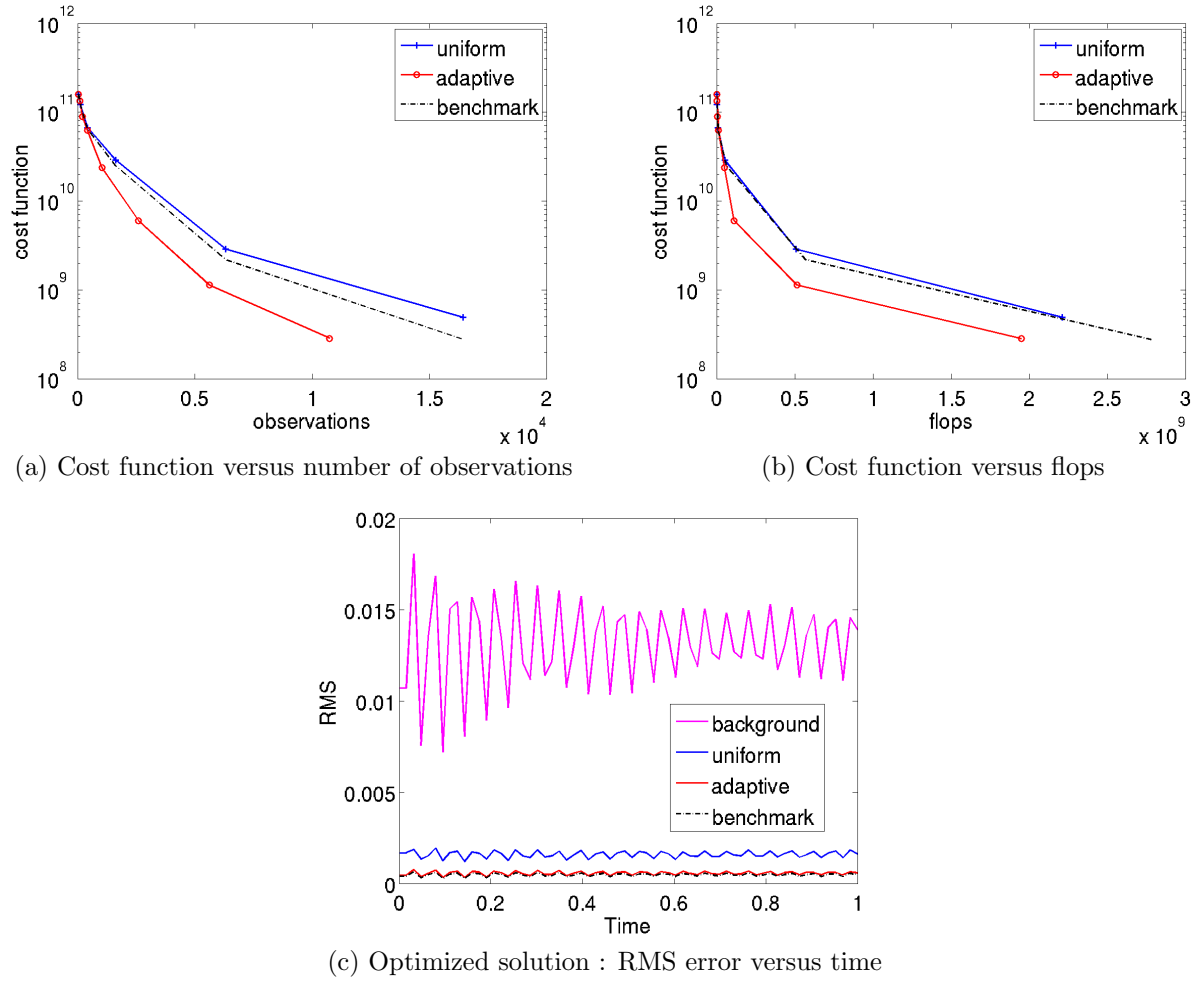 10^12
10^11
10^10
10^9
10^8
cost function
uniform
adaptive
benchmark
0 0.5 1 1.5 2
observations
x 10^4
(a) Cost function versus number of observations
10^12
10^11
10^10
10^9
10^8
cost function
uniform
adaptive
benchmark
0 0.5 1 1.5 2 2.5 3
flops
x 10^9
(b) Cost function versus flops
0.02
0.015
0.01
0.005
0
RMS
background
uniform
adaptive
benchmark
0 0.2 0.4 0.6 0.8 1
Time
(c) Optimized solution : RMS error versus time